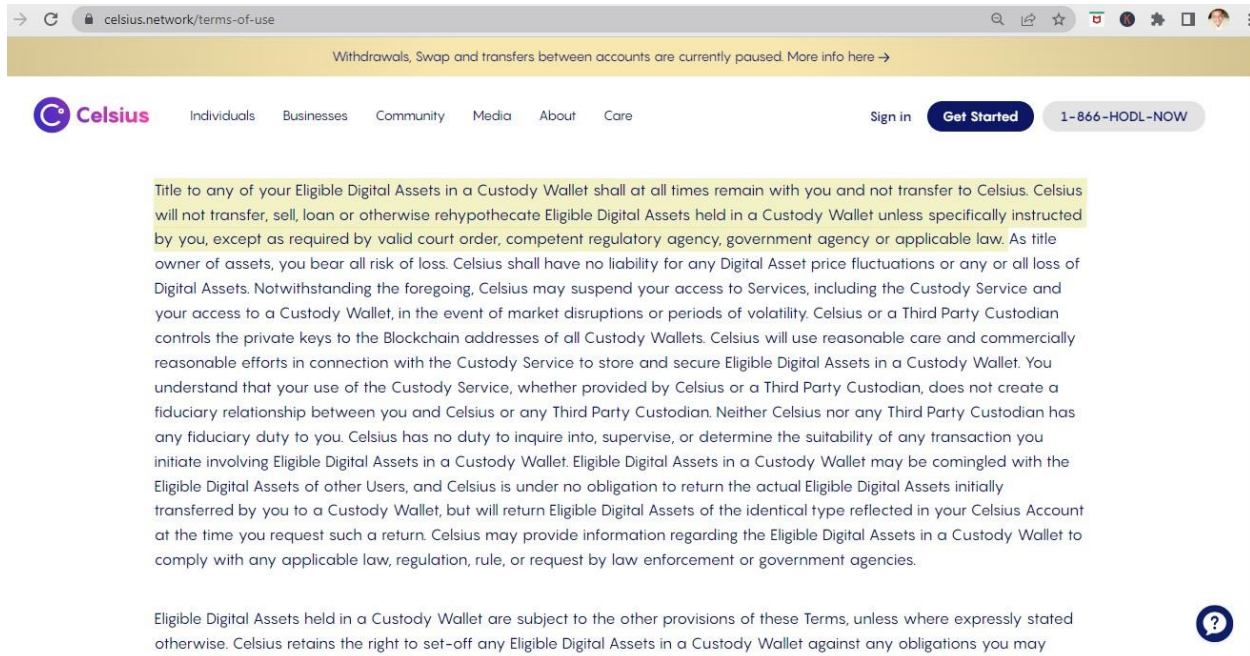 celsius.network/terms-of-use
Withdrawals, Swap and transfers between accounts are currently paused. More info here →
Celsius Individuals Businesses Community Media About Care Sign in Get Started 1-866-HODL-NOW
Title to any of your Eligible Digital Assets in a Custody Wallet shall at all times remain with you and not transfer to Celsius. Celsius
will not transfer, sell, loan or otherwise rehypothecate Eligible Digital Assets held in a Custody Wallet unless specifically instructed
by you, except as required by valid court order, competent regulatory agency, government agency or applicable law. As title
owner of assets, you bear all risk of loss. Celsius shall have no liability for any Digital Asset price fluctuations or any or all loss of
Digital Assets. Notwithstanding the foregoing, Celsius may suspend your access to Services, including the Custody Service and
your access to a Custody Wallet, in the event of market disruptions or periods of volatility. Celsius or a Third Party Custodian
controls the private keys to the Blockchain addresses of all Custody Wallets. Celsius will use reasonable care and commercially
reasonable efforts in connection with the Custody Service to store and secure Eligible Digital Assets in a Custody Wallet. You
understand that your use of the Custody Service, whether provided by Celsius or a Third Party Custodian, does not create a
fiduciary relationship between you and Celsius or any Third Party Custodian. Neither Celsius nor any Third Party Custodian has
any fiduciary duty to you. Celsius has no duty to inquire into, supervise, or determine the suitability of any transaction you
initiate involving Eligible Digital Assets in a Custody Wallet. Eligible Digital Assets in a Custody Wallet may be comingled with the
Eligible Digital Assets of other Users, and Celsius is under no obligation to return the actual Eligible Digital Assets initially
transferred by you to a Custody Wallet, but will return Eligible Digital Assets of the identical type reflected in your Celsius Account
at the time you request such a return. Celsius may provide information regarding the Eligible Digital Assets in a Custody Wallet to
comply with any applicable law, regulation, rule, or request by law enforcement or government agencies.
Eligible Digital Assets held in a Custody Wallet are subject to the other provisions of these Terms, unless where expressly stated
otherwise. Celsius retains the right to set-off any Eligible Digital Assets in a Custody Wallet against any obligations you may